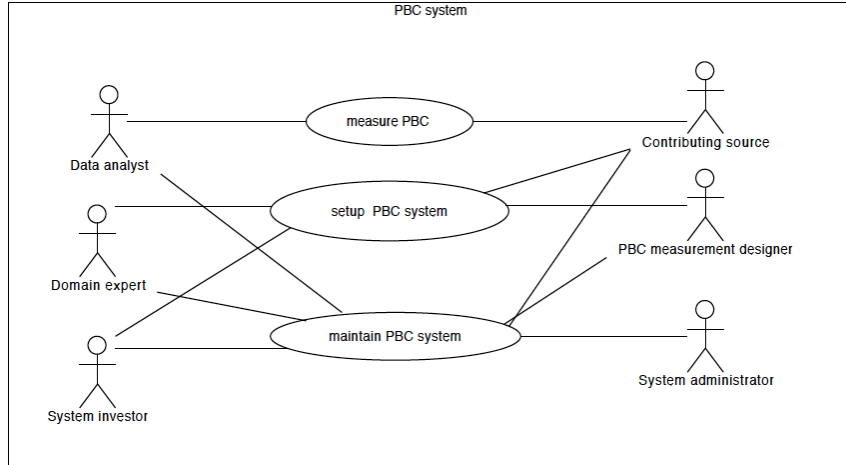 PBC system
measure PBC
Contributing source
Data analyst
setup PBC system
PBC measurement designer
Domain expert
maintain PBC system
System administrator
System investor